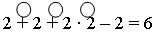 2 + 2 + 2 · 2 − 2 = 6